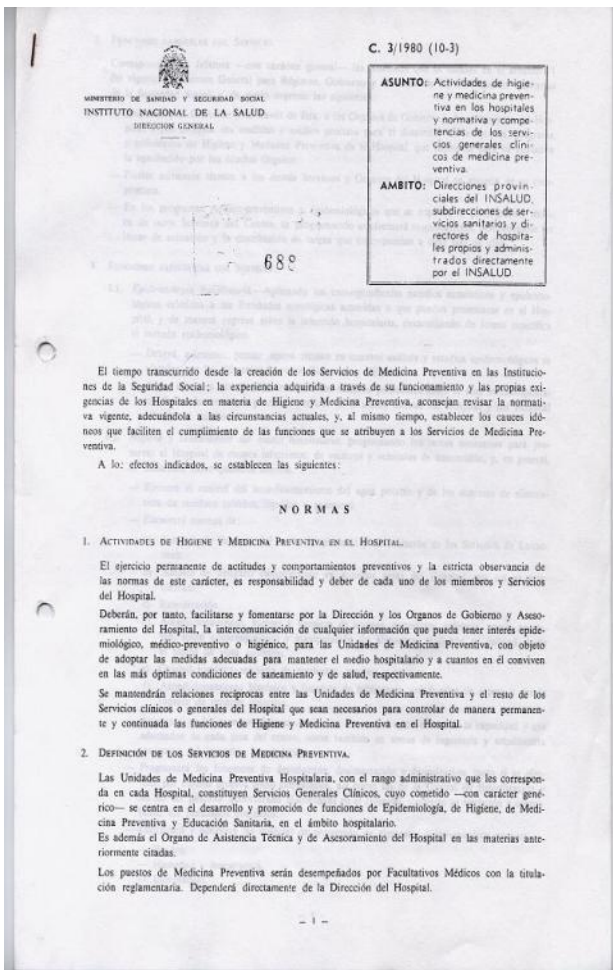 C. 3/1980 (10-3)
MINISTERIO DE SANIDAD Y SEGURIDAD SOCIAL
INSTITUTO NACIONAL DE LA SALUD
DIRECCION GENERAL
ASUNTO: Actividades de higie-
ne y medicina preven-
tiva en los hospitales
y normativa y compe-
tencias de los servi-
cios generales clíni-
cos de medicina pre-
ventiva.
AMBITO: Direcciones provin-
ciales del INSALUD,
subdirecciones de ser-
vicios sanitarios y di-
rectores de hospita-
les propios y adminis-
trados directamente
por el INSALUD.
688
El tiempo transcurrido desde la creación de los Servicios de Medicina Preventiva en las Institucio-
nes de la Seguridad Social; la experiencia adquirida a través de su funcionamiento y las propias exi-
gencias de los Hospitales en materia de Higiene y Medicina Preventiva, aconsejan revisar la normati-
va vigente, adecuándola a las circunstancias actuales, y, al mismo tiempo, establecer los cauces idó-
neos que faciliten el cumplimiento de las funciones que se atribuyen a los Servicios de Medicina Pre-
ventiva.
A lo: efectos indicados, se establecen las siguientes:
NORMAS
1. ACTIVIDADES DE HIGIENE Y MEDICINA PREVENTIVA EN EL HOSPITAL.
El ejercicio permanente de actitudes y comportamientos preventivos y la estricta observancia de
las normas de este carácter, es responsabilidad y deber de cada uno de los miembros y Servicios
del Hospital.
Deberán, por tanto, facilitarse y fomentarse por la Dirección y los Organos de Gobierno y Aseso-
ramiento del Hospital, la intercomunicación de cualquier información que pueda tener interés epide-
miológico, médico-preventivo o higiénico, para las Unidades de Medicina Preventiva, con objeto
de adoptar las medidas adecuadas para mantener el medio hospitalario y a cuantos en él conviven
en las más óptimas condiciones de saneamiento y de salud, respectivamente.
Se mantendrán relaciones recíprocas entre las Unidades de Medicina Preventiva y el resto de los
Servicios clínicos o generales del Hospital que sean necesarios para controlar de manera permanen-
te y continuada las funciones de Higiene y Medicina Preventiva en el Hospital.
2. DEFINICIÓN DE LOS SERVICIOS DE MEDICINA PREVENTIVA.
Las Unidades de Medicina Preventiva Hospitalaria, con el rango administrativo que les correspon-
da en cada Hospital, constituyen Servicios Generales Clínicos, cuyo cometido —con carácter gené-
rico— se centra en el desarrollo y promoción de funciones de Epidemiología, de Higiene, de Medi-
cina Preventiva y Educación Sanitaria, en el ámbito hospitalario.
Es además el Organo de Asistencia Técnica y de Asesoramiento del Hospital en las materias ante-
riormente citadas.
Los puestos de Medicina Preventiva serán desempeñados por Facultativos Médicos con la titula-
ción reglamentaria. Dependerá directamente de la Dirección del Hospital.
– 1 –